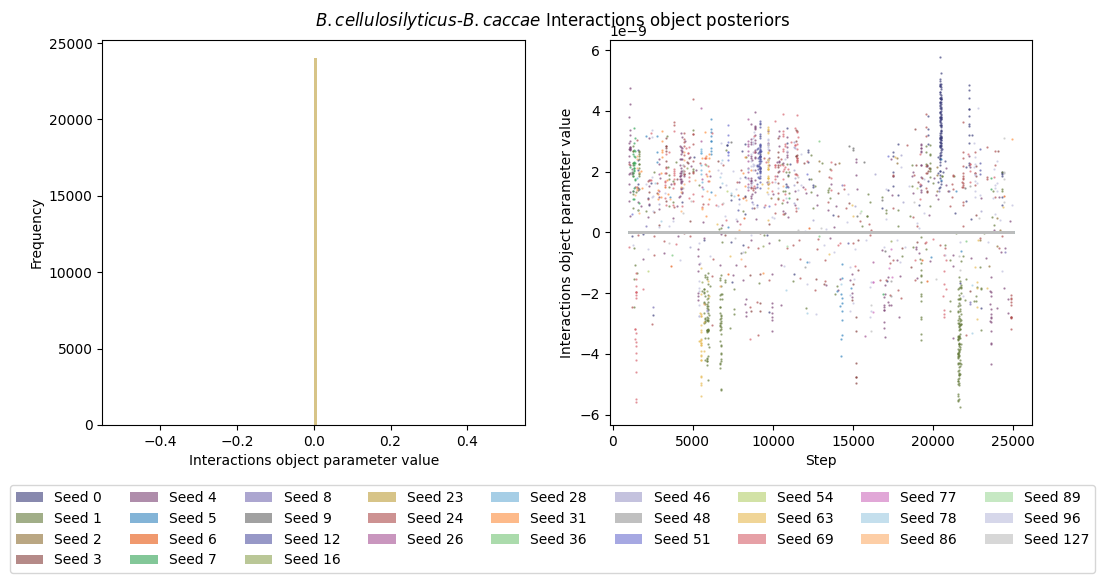 B.cellulosilyticus-B.caccae Interactions object posteriors
25000
20000
15000
10000
5000
0
Frequency
−0.4 −0.2 0.0 0.2 0.4
Interactions object parameter value
1e−9
6
4
2
0
−2
−4
−6
Interactions object parameter value
0 5000 10000 15000 20000 25000
Step
Seed 0 Seed 4 Seed 8 Seed 23 Seed 28 Seed 46 Seed 54 Seed 77 Seed 89
Seed 1 Seed 5 Seed 9 Seed 24 Seed 31 Seed 48 Seed 63 Seed 78 Seed 96
Seed 2 Seed 6 Seed 12 Seed 26 Seed 36 Seed 51 Seed 69 Seed 86 Seed 127
Seed 3 Seed 7 Seed 16